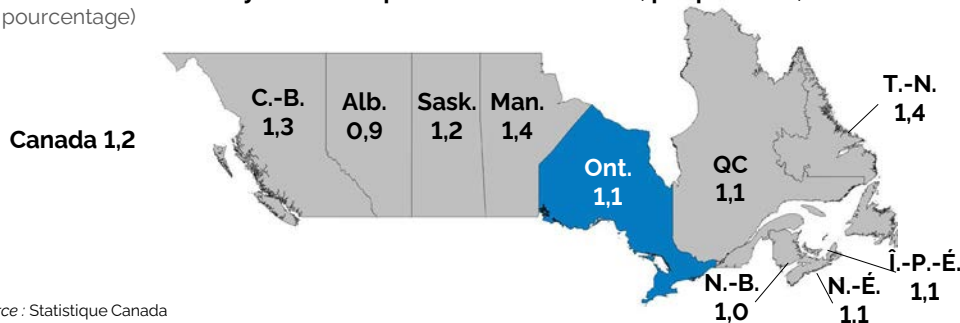 pourcentage)
C.-B.
1,3
Alb.
0,9
Sask.
1,2
Man.
1,4
T.-N.
1,4
Canada 1,2
Ont.
1,1
QC
1,1
Î.-P.-É.
1,1
N.-B.
1,0
N.-É.
1,1
: Statistique Canada